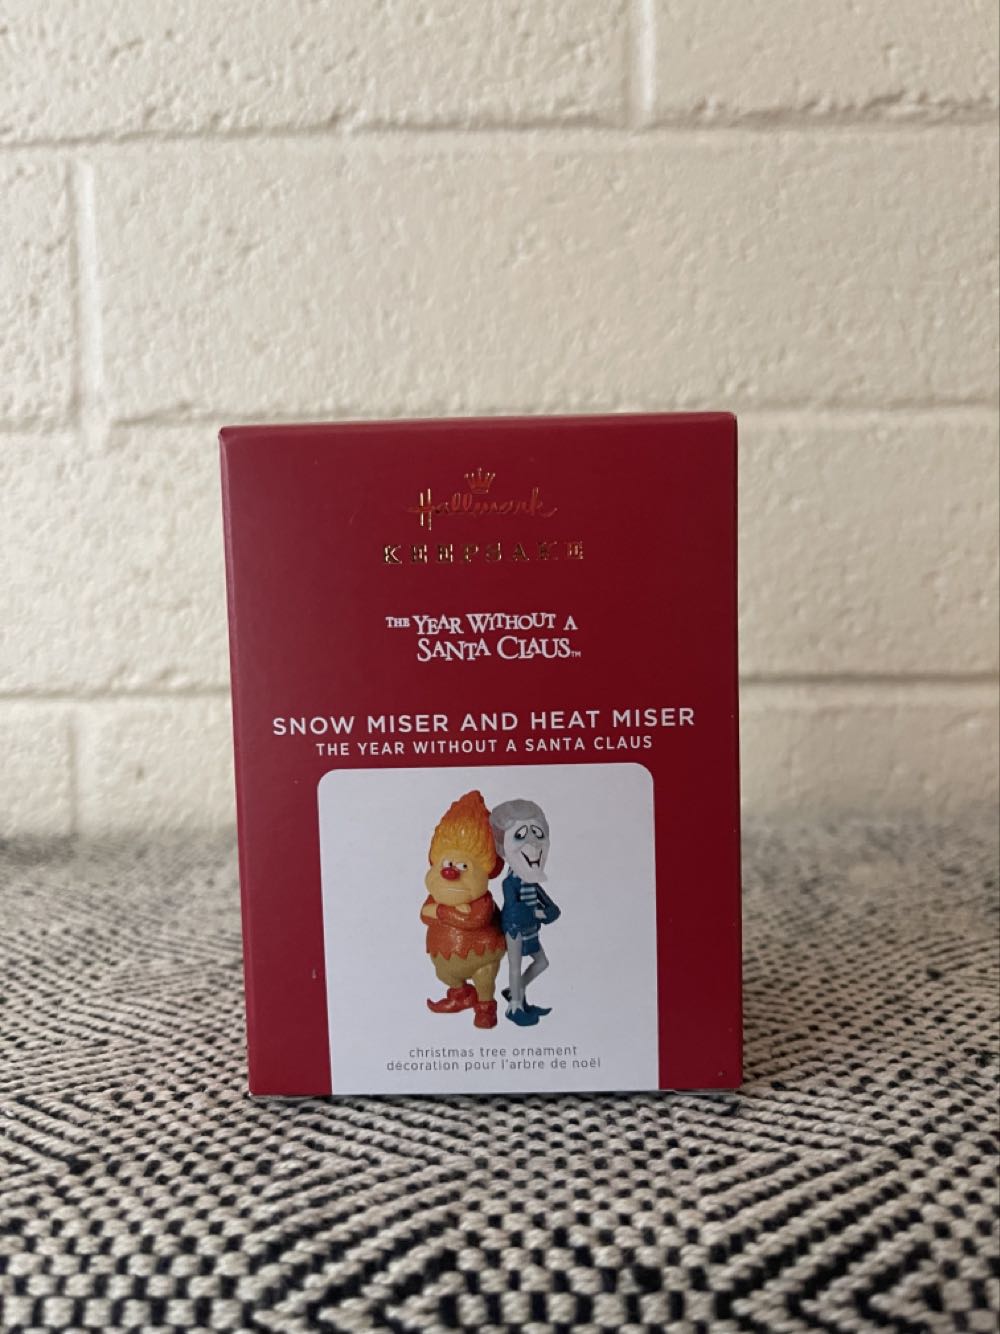 Hallmark
KEEPSAKE
THE YEAR WITHOUT A
SANTA CLAUS™
SNOW MISER AND HEAT MISER
THE YEAR WITHOUT A SANTA CLAUS
christmas tree ornament
décoration pour l'arbre de noël